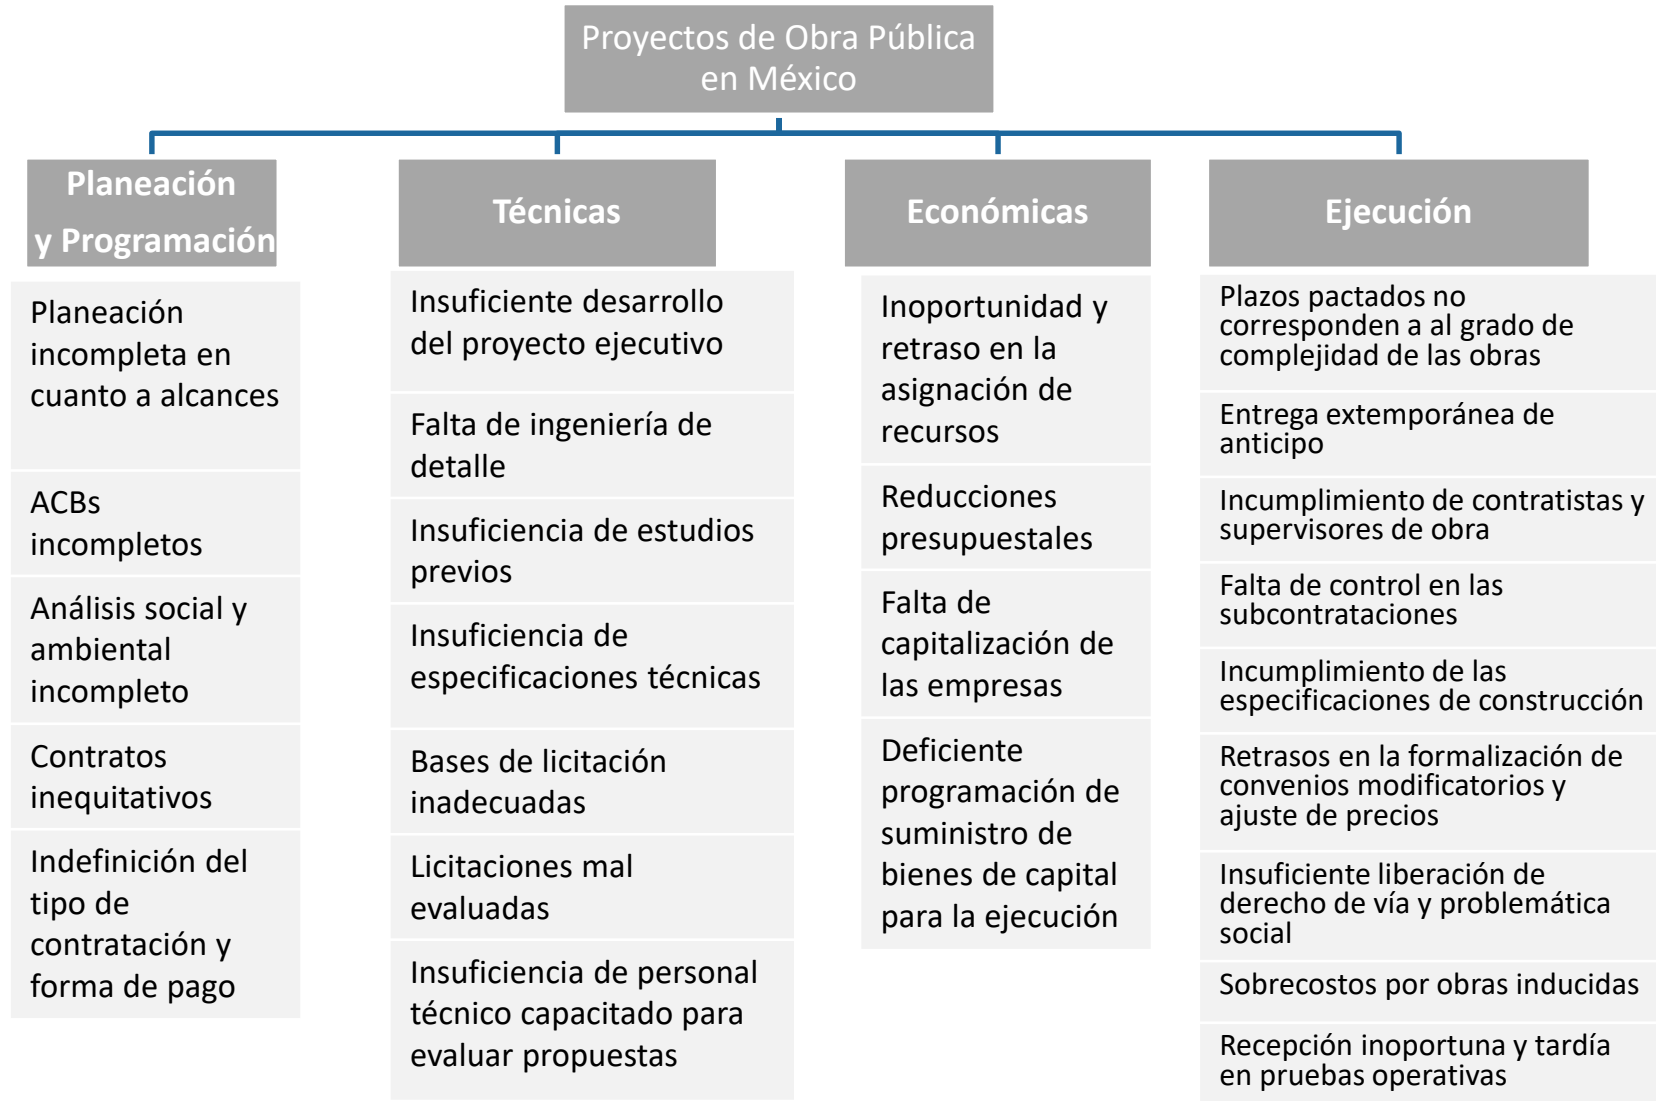 Proyectos de Obra Pública
en México
Planeación
y Programación
Planeación
incompleta en
cuanto a alcances
ACBs
incompletos
Análisis social y
ambiental
incompleto
Contratos
inequitativos
Indefinición del
tipo de
contratación y
forma de pago
Técnicas
Insuficiente desarrollo
del proyecto ejecutivo
Falta de ingeniería de
detalle
Insuficiencia de estudios
previos
Insuficiencia de
especificaciones técnicas
Bases de licitación
inadecuadas
Licitaciones mal
evaluadas
Insuficiencia de personal
técnico capacitado para
evaluar propuestas
Económicas
Inoportunidad y
retraso en la
asignación de
recursos
Reducciones
presupuestales
Falta de
capitalización de
las empresas
Deficiente
programación de
suministro de
bienes de capital
para la ejecución
Ejecución
Plazos pactados no
corresponden a al grado de
complejidad de las obras
Entrega extemporánea de
anticipo
Incumplimiento de contratistas y
supervisores de obra
Falta de control en las
subcontrataciones
Incumplimiento de las
especificaciones de construcción
Retrasos en la formalización de
convenios modificatorios y
ajuste de precios
Insuficiente liberación de
derecho de vía y problemática
social
Sobrecostos por obras inducidas
Recepción inoportuna y tardía
en pruebas operativas